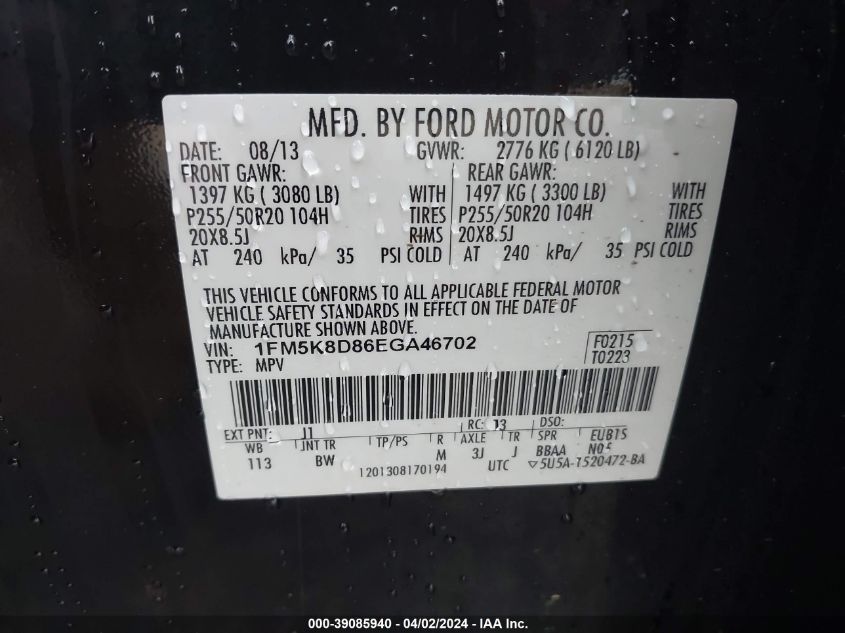 MFD. BY FORD MOTOR CO.
DATE: 08/13 GVWR: 2776 KG ( 6120 LB)
FRONT GAWR: REAR GAWR:
1397 KG ( 3080 LB) WITH 1497 KG ( 3300 LB) WITH
P255/50R20 104H TIRES P255/50R20 104H TIRES
20X8.5J RIMS 20X8.5J RIMS
AT 240 kPa/ 35 PSI COLD AT 240 kPa/ 35 PSI COLD
THIS VEHICLE CONFORMS TO ALL APPLICABLE FEDERAL MOTOR
VEHICLE SAFETY STANDARDS IN EFFECT ON THE DATE OF
MANUFACTURE SHOWN ABOVE.
VIN: 1FM5K8D86EGA46702 F0215
TYPE: MPV T0223
EXT PNT: J1 RC: 13 DSO:
WB INT TR TP/PS R AXLE TR SPR EUB15
113 BW M 3J J BBAA
1201308170194 UTC ▽5U5A-1520472-BA
000-39085940 - 04/02/2024 - IAA Inc.